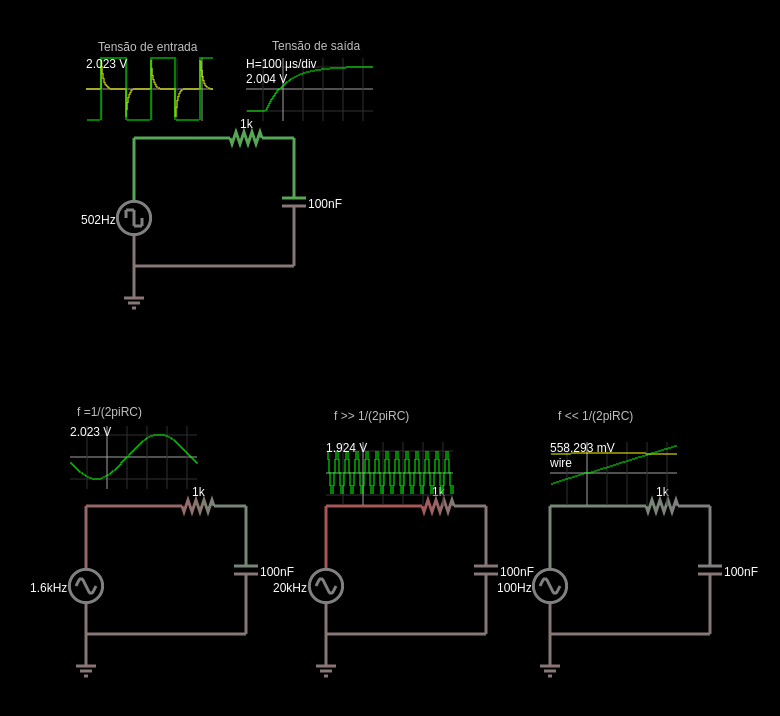 Tensão de entrada
Tensão de saída
2.023 V
H=100 μs/div
2.004 V
1k
100nF
502Hz
f =1/(2piRC)
f >> 1/(2piRC)
f << 1/(2piRC)
2.023 V
1.924 V
558.293 mV
wire
1k
1k
1k
100nF
100nF
100nF
1.6kHz
20kHz
100Hz